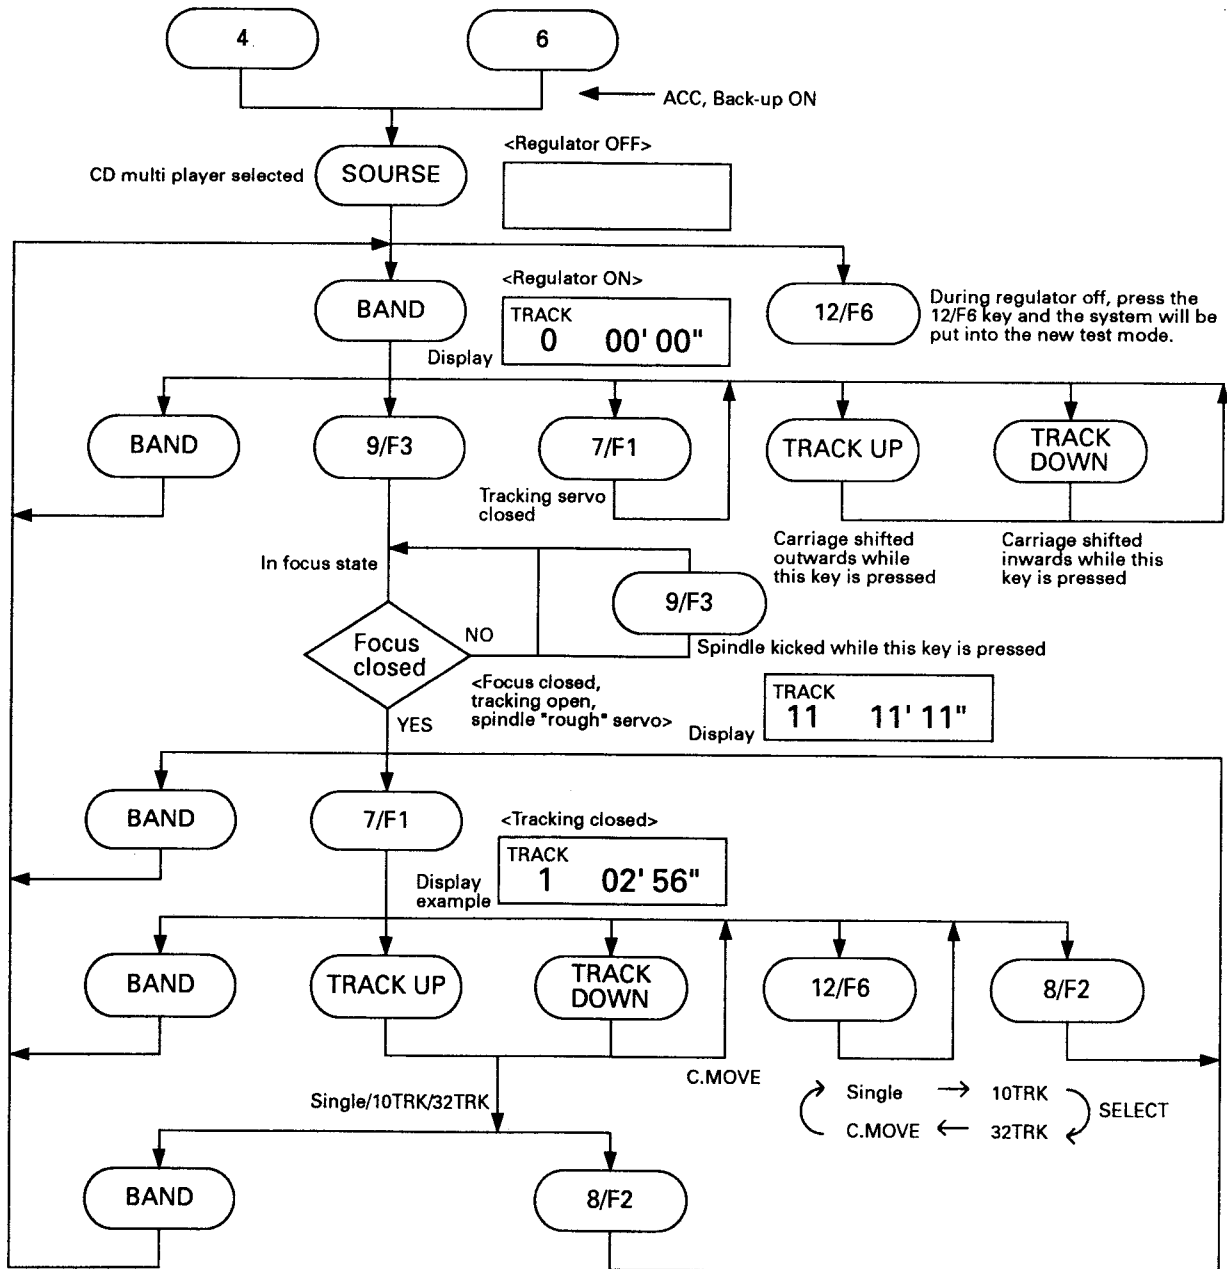 4
6
ACC, Back-up ON
<Regulator OFF>
CD multi player selected
SOURSE
<Regulator ON>
BAND
TRACK
0 00' 00"
Display
12/F6
During regulator off, press the
12/F6 key and the system will be
put into the new test mode.
BAND
9/F3
7/F1
TRACK UP
TRACK
DOWN
Tracking servo
closed
Carriage shifted
outwards while
this key is pressed
Carriage shifted
inwards while this
key is pressed
In focus state
9/F3
Focus
closed
NO
Spindle kicked while this key is pressed
YES
<Focus closed,
tracking open,
spindle "rough" servo>
Display
TRACK
11 11' 11"
BAND
7/F1
<Tracking closed>
TRACK
1 02' 56"
Display
example
BAND
TRACK UP
TRACK
DOWN
12/F6
8/F2
C.MOVE
Single/10TRK/32TRK
Single → 10TRK
SELECT
C.MOVE ← 32TRK
BAND
8/F2